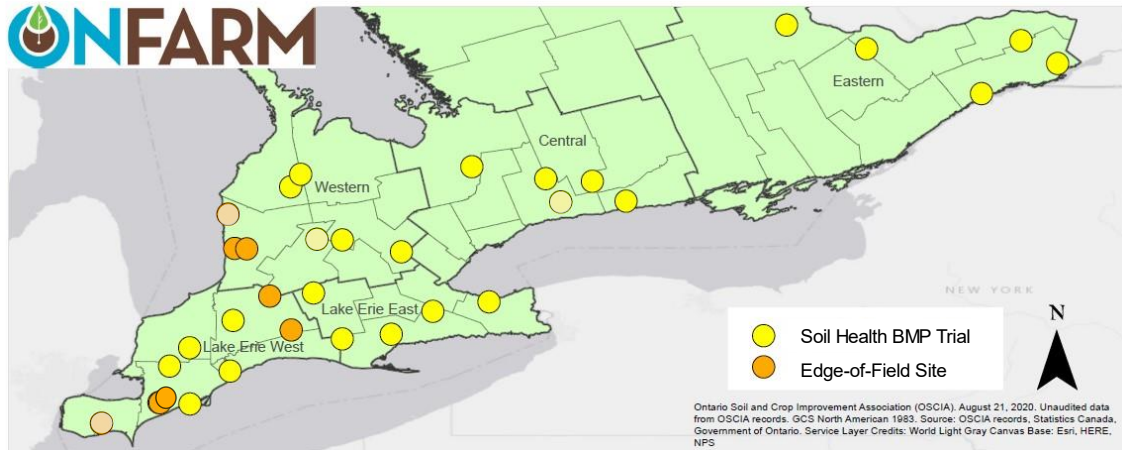 ONFARM
Eastern
Central
Western
NEW YORK
Lake Erie East
Lake Erie West
N
Soil Health BMP Trial
Edge-of-Field Site
Ontario Soil and Crop Improvement Association (OSCIA). August 21, 2020. Unaudited data
from OSCIA records. GCS North American 1983. Source: OSCIA records, Statistics Canada,
Government of Ontario. Service Layer Credits: World Light Gray Canvas Base: Esri, HERE,
NPS